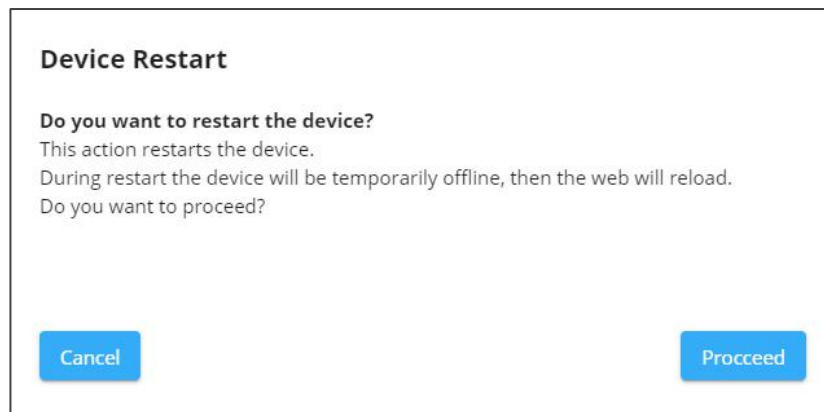 Device Restart
Do you want to restart the device?
This action restarts the device.
During restart the device will be temporarily offline, then the web will reload.
Do you want to proceed?
Cancel
Procceed